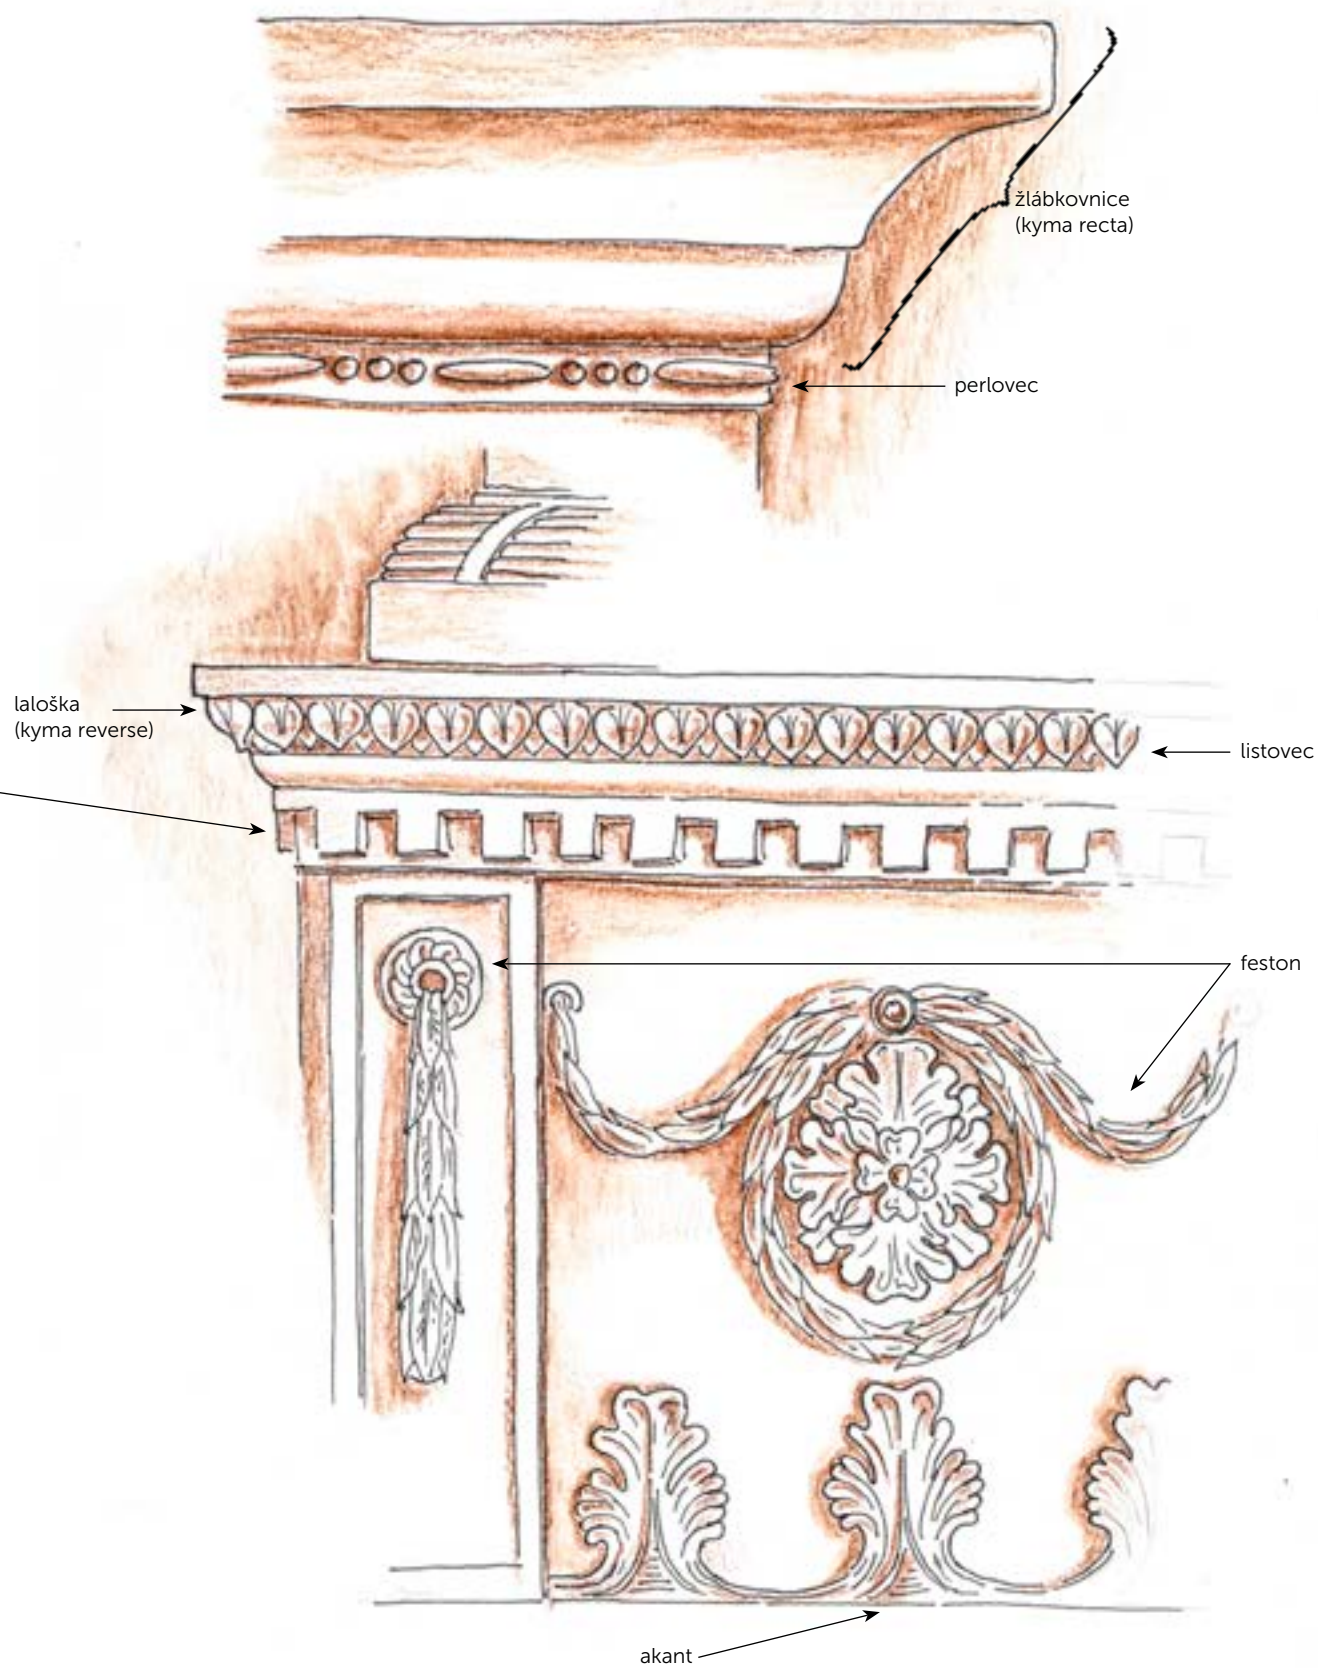 žlábkovnice
(kyma recta)
perlovec
laloška
(kyma reverse)
listovec
feston
akant